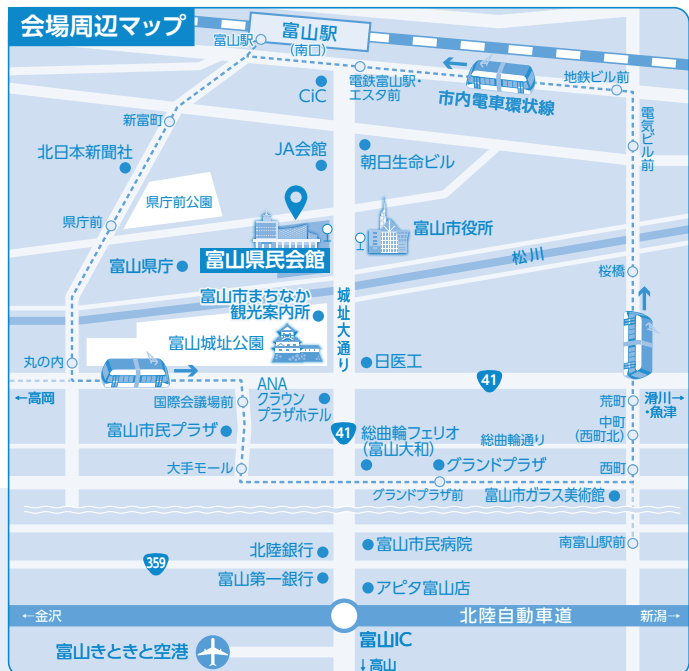 会場周辺マップ
富山駅
富山駅
(南口)
電鉄富山駅・
エスタ前
地鉄ビル前
市内電車環状線
CiC
新富町
電気ビル前
北日本新聞社
JA会館
朝日生命ビル
県庁前公園
県庁前
富山市役所
富山県庁
富山県民会館
松川
桜橋
富山市まちなか
観光案内所
城址大通り
富山城址公園
丸の内
日医工
41
←高岡
国際会議場前
ANA
クラウン
プラザホテル
荒町
滑川→
・魚津
中町
(西町北)
富山市民プラザ
41
総曲輪フェリオ
(富山大和)
総曲輪通り
グランドプラザ
大手モール
西町
グランドプラザ前
富山市ガラス美術館
北陸銀行
富山市民病院
南富山駅前
359
富山第一銀行
アピタ富山店
←金沢
北陸自動車道
新潟→
富山きときと空港
富山IC
↓高山